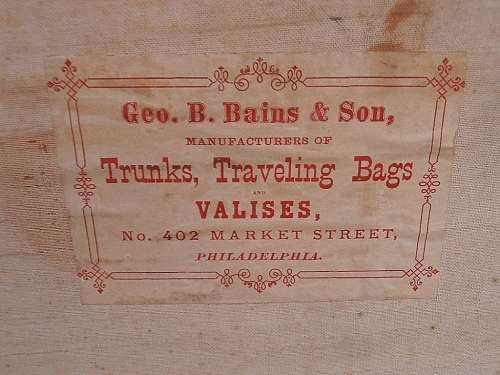 Geo. B. Bains & Son,
MANUFACTURERS OF
Trunks, Traveling Bags
AND
VALISES,
No. 402 MARKET STREET,
PHILADELPHIA.